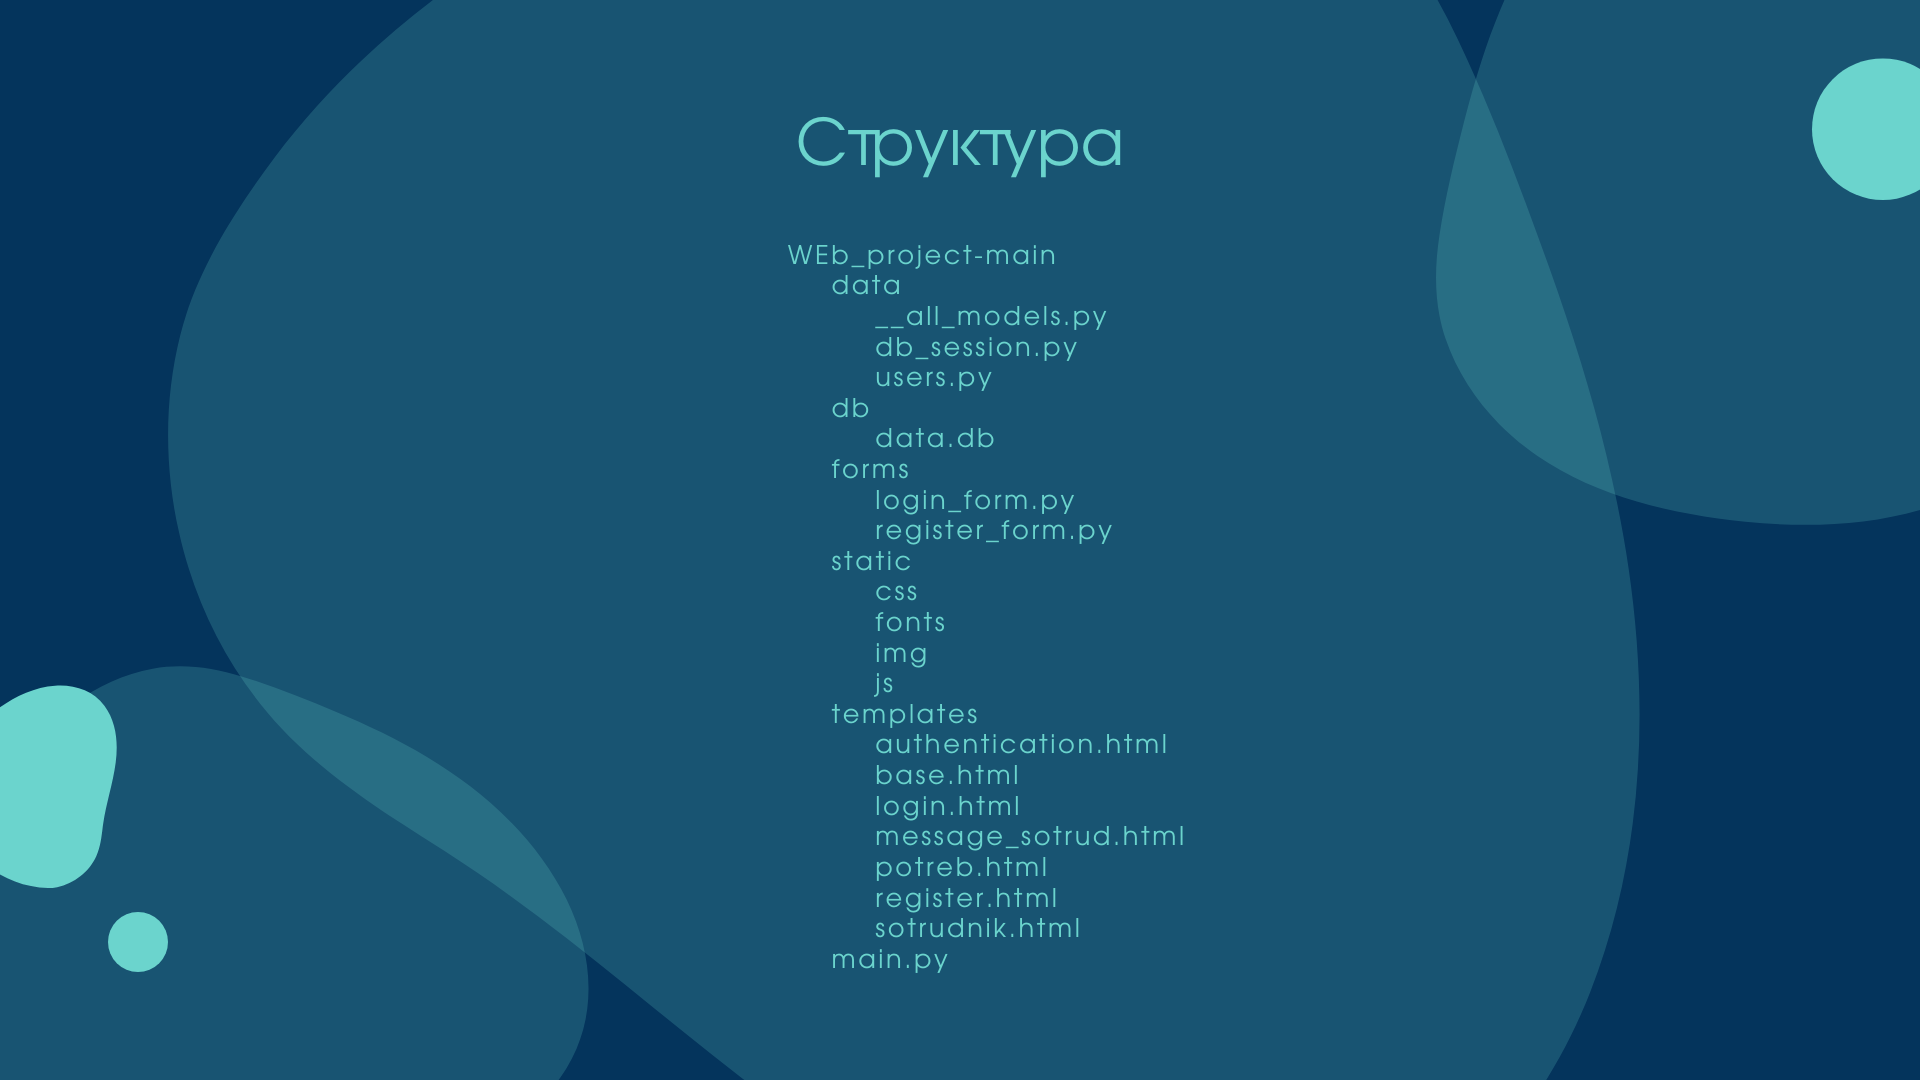 Структура
WEb_project-main
data
__all_models.py
db_session.py
users.py
db
data.db
forms
login_form.py
register_form.py
static
css
fonts
img
js
templates
authentication.html
base.html
login.html
message_sotrud.html
potreb.html
register.html
sotrudnik.html
main.py